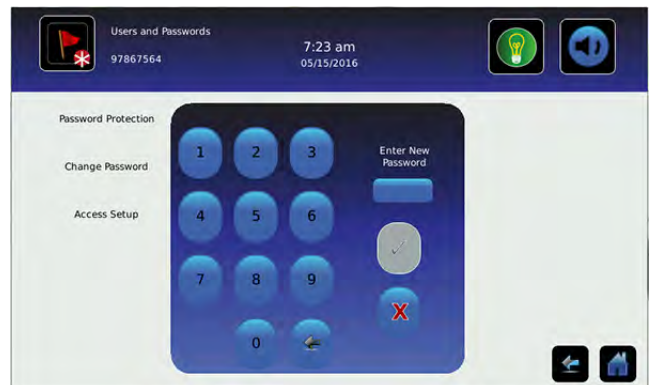 Users and Passwords
97867564
7:23 am
05/15/2016
Password Protection
Change Password
Access Setup
1 2 3
4 5 6
7 8 9
0
Enter New
Password
X